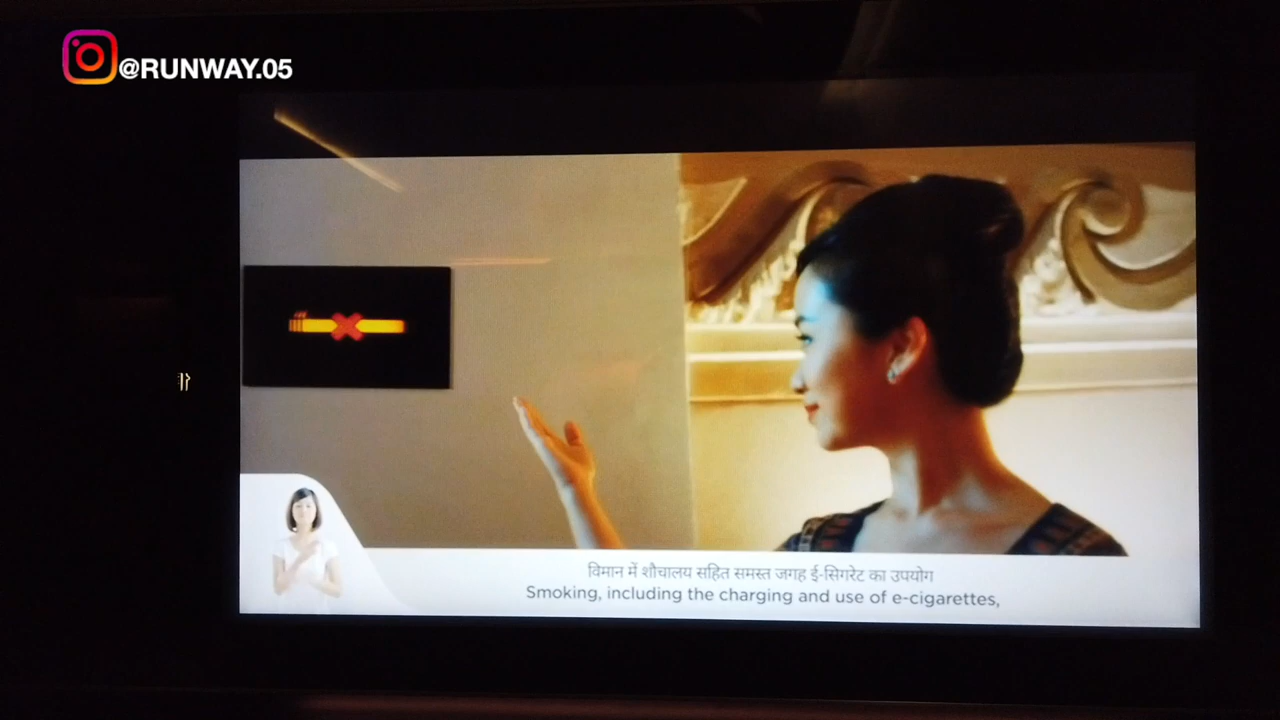 @RUNWAY.05
विमान में शौचालय सहित समस्त जगह ई-सिगरेट का उपयोग
Smoking, including the charging and use of e-cigarettes,